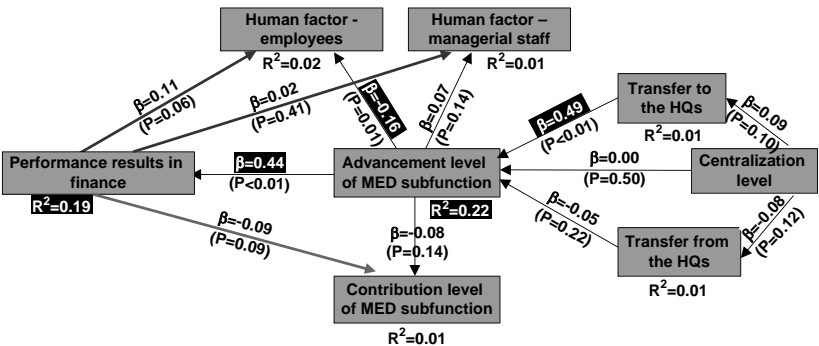 Human factor -
employees
R²=0.02
Human factor –
managerial staff
R²=0.01
β=0.11
(P=0.06)
β=0.02
(P=0.41)
β=-0.16
(P=0.01)
β=0.07
(P=0.14)
β=0.49
(P<0.01)
Transfer to
the HQs
R²=0.01
β=0.09
(P=0.10)
Performance results in
finance
R²=0.19
β=0.44
(P<0.01)
Advancement level
of MED subfunction
R²=0.22
β=0.00
(P=0.50)
Centralization
level
β=-0.09
(P=0.09)
β=-0.08
(P=0.14)
β=-0.05
(P=0.22)
Transfer from
the HQs
R²=0.01
β=-0.08
(P=0.12)
Contribution level
of MED subfunction
R²=0.01